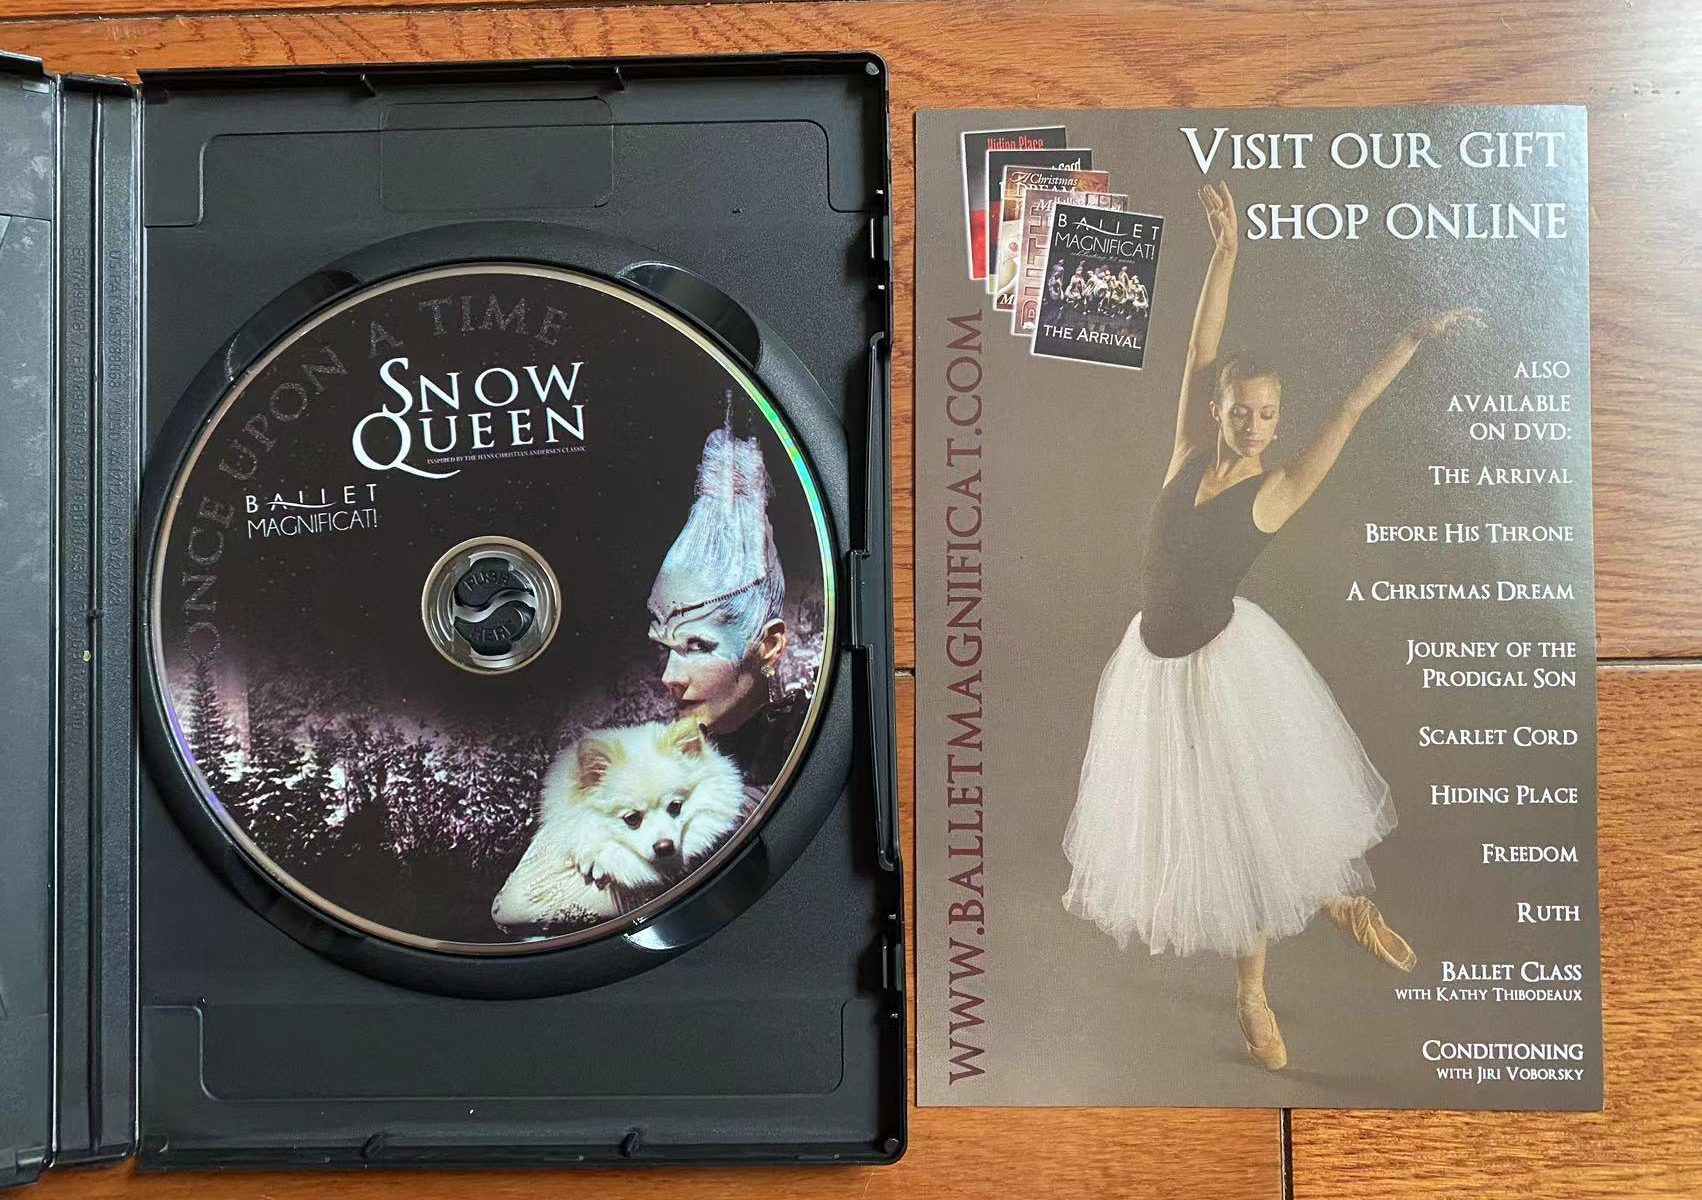 ONCE UPON A TIME
SNOW
QUEEN
INSPIRED BY THE HANS CHRISTIAN ANDERSEN CLASSIC
BALLET
MAGNIFICAT!
PUSH
HERE
VISIT OUR GIFT
SHOP ONLINE
Hiding Place
A Christmas
DREAM
BALLET
MAGNIFICAT!
THE ARRIVAL
WWW.BALLETMAGNIFICAT.COM
ALSO
AVAILABLE
ON DVD:
THE ARRIVAL
BEFORE HIS THRONE
A CHRISTMAS DREAM
JOURNEY OF THE
PRODIGAL SON
SCARLET CORD
HIDING PLACE
FREEDOM
RUTH
BALLET CLASS
WITH KATHY THIBODEAUX
CONDITIONING
WITH JIRI VOBORSKY